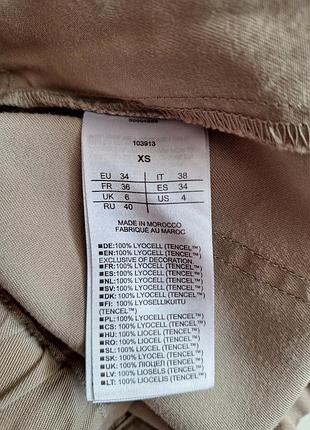 103913
XS
EU 34 IT 38
FR 36 ES 34
UK 6 US 4
RU 40
MADE IN MOROCCO
FABRIQUÉ AU MAROC
■DE:100% LYOCELL (TENCEL™)
■EN:100% LYOCELL (TENCEL™)
EXCLUSIVE OF DECORATION
■FR:100% LYOCELL (TENCEL™)
■ES:100% LYOCELL (TENCEL™)
■NL:100% LYOCELL (TENCEL™)
■SV:100% LYOCELL (TENCEL™)
■DK:100% LYOCELL (TENCEL™)
■FI: 100% LYOSELLIKUITU
(TENCEL™)
■PL:100% LYOCELL (TENCEL™)
■CS:100% LYOCELL (TENCEL™)
■HU:100% LIOCELL (TENCEL™)
■RO:100% LIOCEL (TENCEL™)
■SL:100% LIOCEL (TENCEL™)
■SK:100% LYOCELL (TENCEL™)
■UK:100% ЛІОЦЕЛ (TENCEL™)
■LV:100% LIOSELS (TENCEL™)
■LT:100% LIOCELIS (TENCEL™)